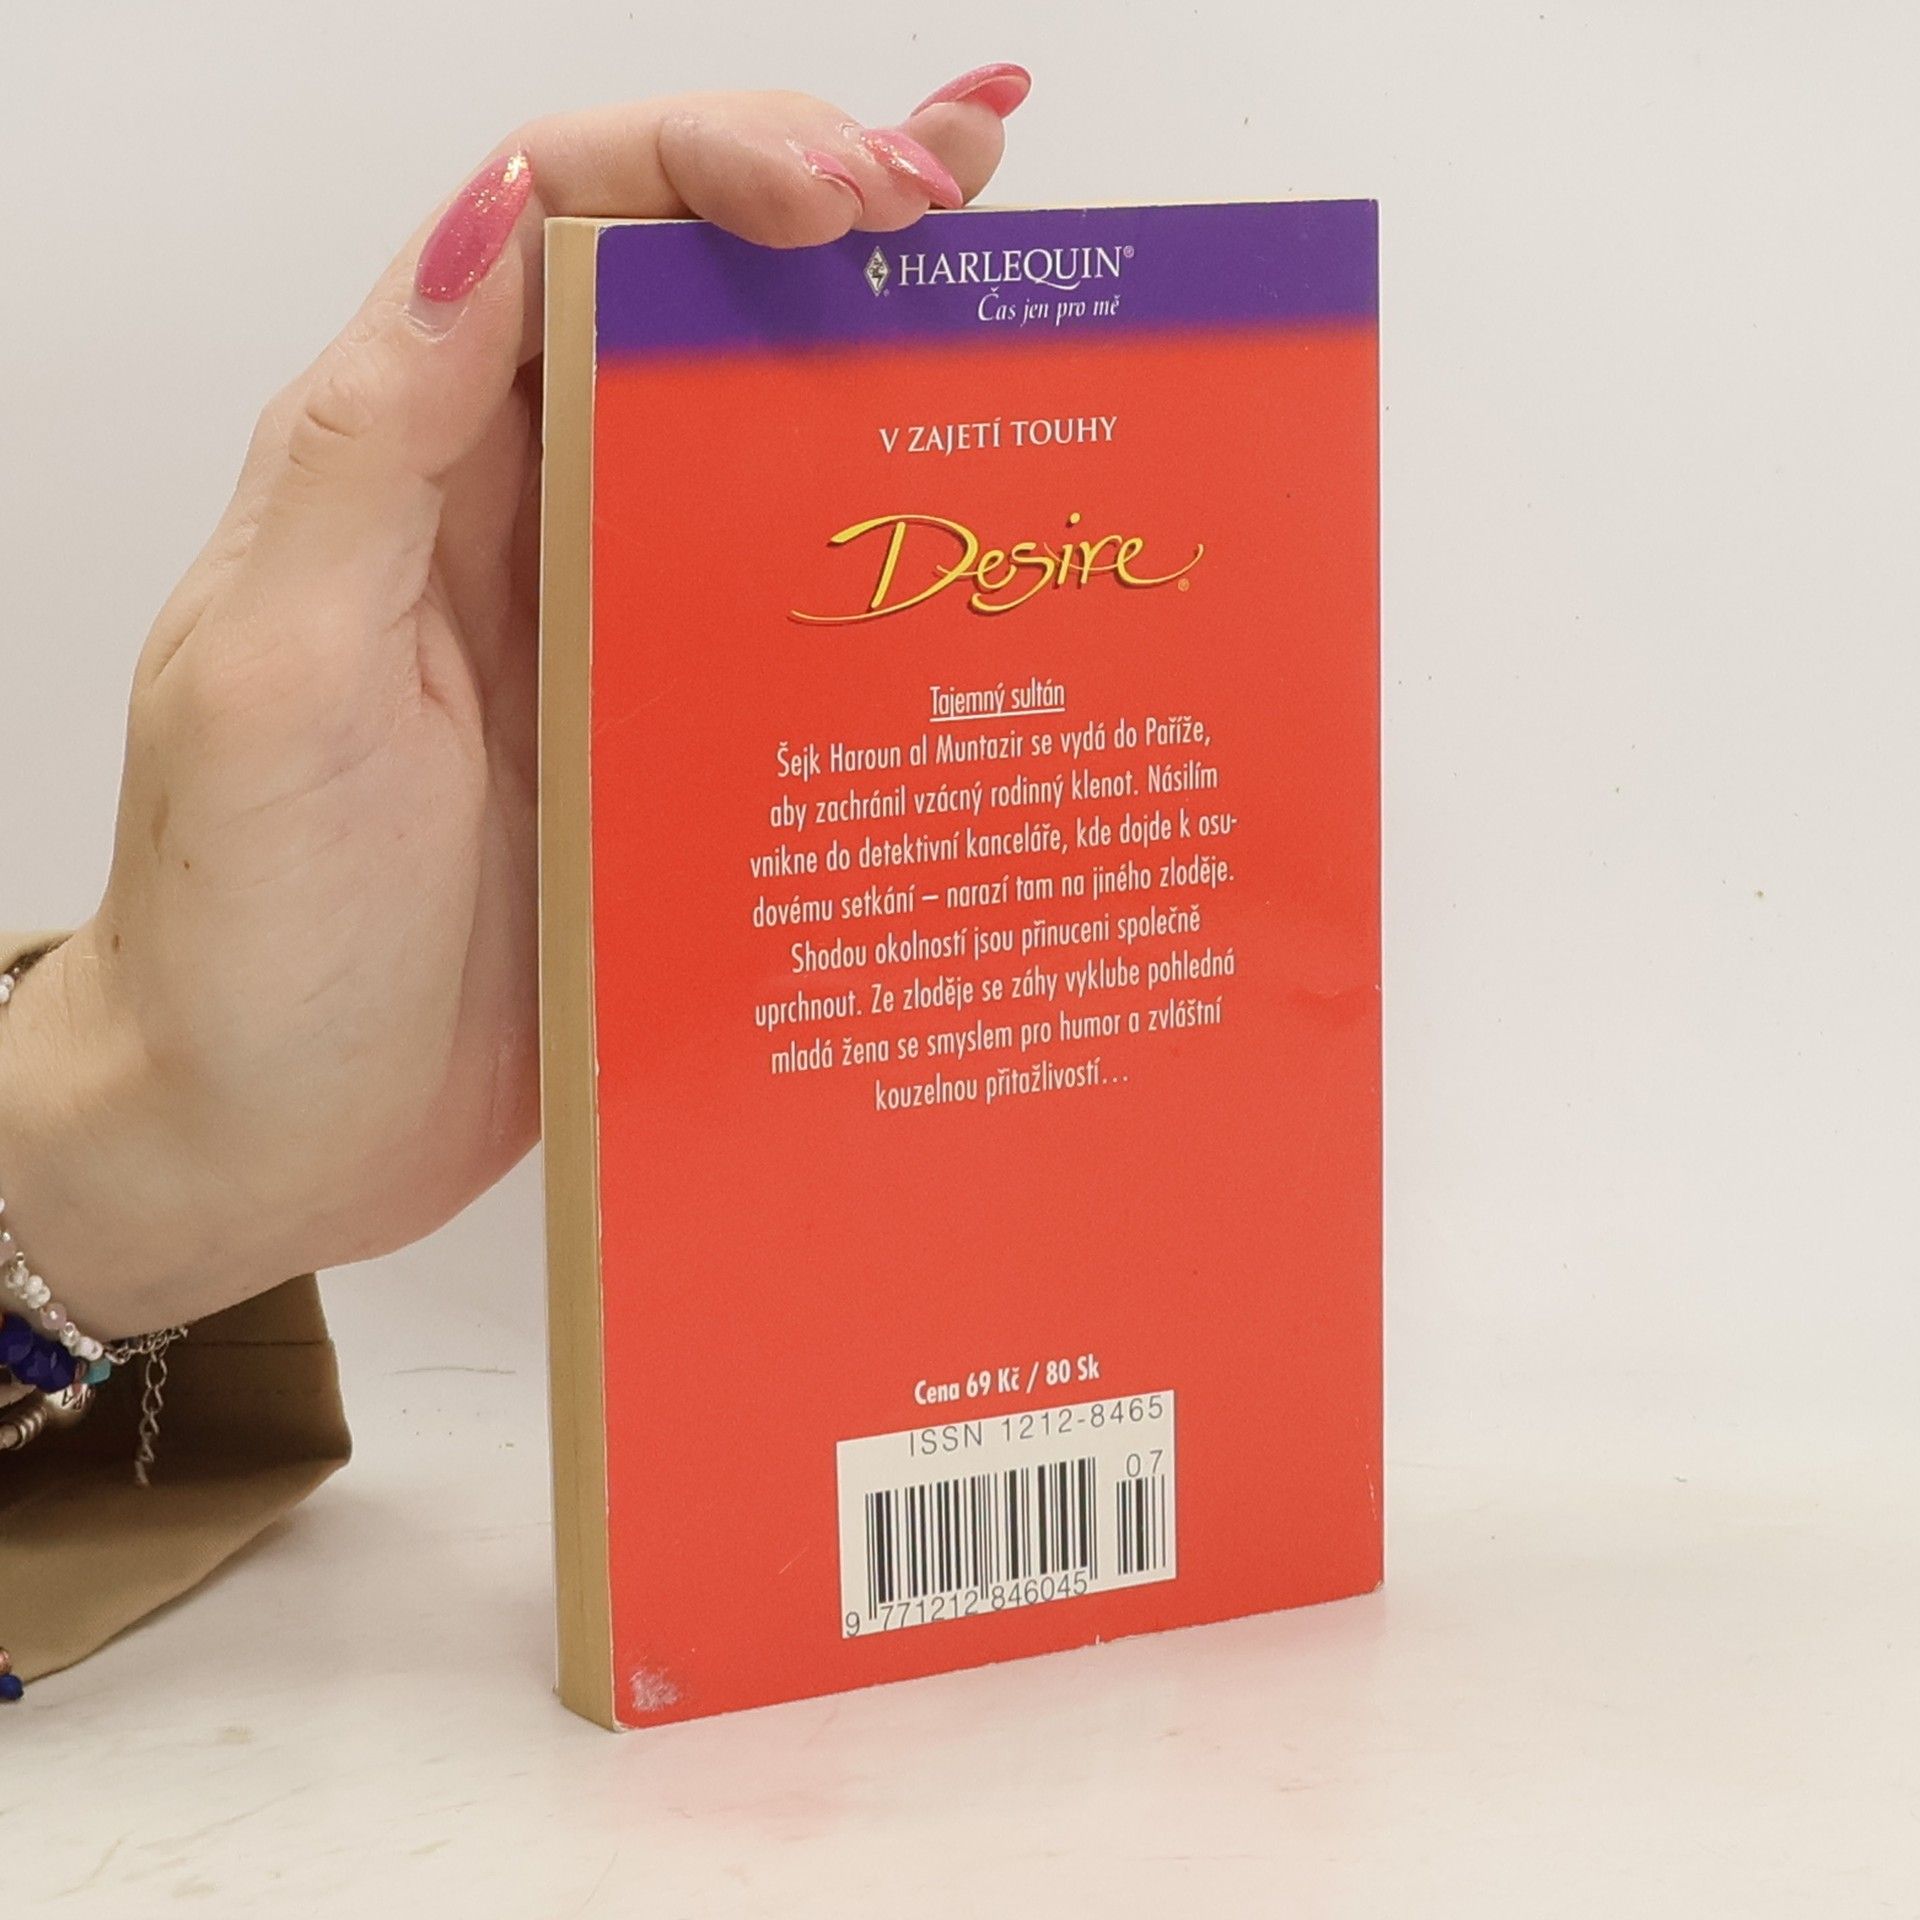 HARLEQUIN®
Čas jen pro mě
V ZAJETÍ TOUHY
Desire®
Tajemný sultán
Šejk Haroun al Muntazir se vydá do Paříže,
aby zachránil vzácný rodinný klenot. Násilím
vnikne do detektivní kanceláře, kde dojde k osu-
dovému setkání – narazí tam na jiného zloděje.
Shodou okolností jsou přinuceni společně
uprchnout. Ze zloděje se záhy vyklube pohledná
mladá žena se smyslem pro humor a zvláštní
kouzelnou přitažlivostí...
Cena 69 Kč / 80 Sk
ISSN 1212-8465
07
9 771212 846045